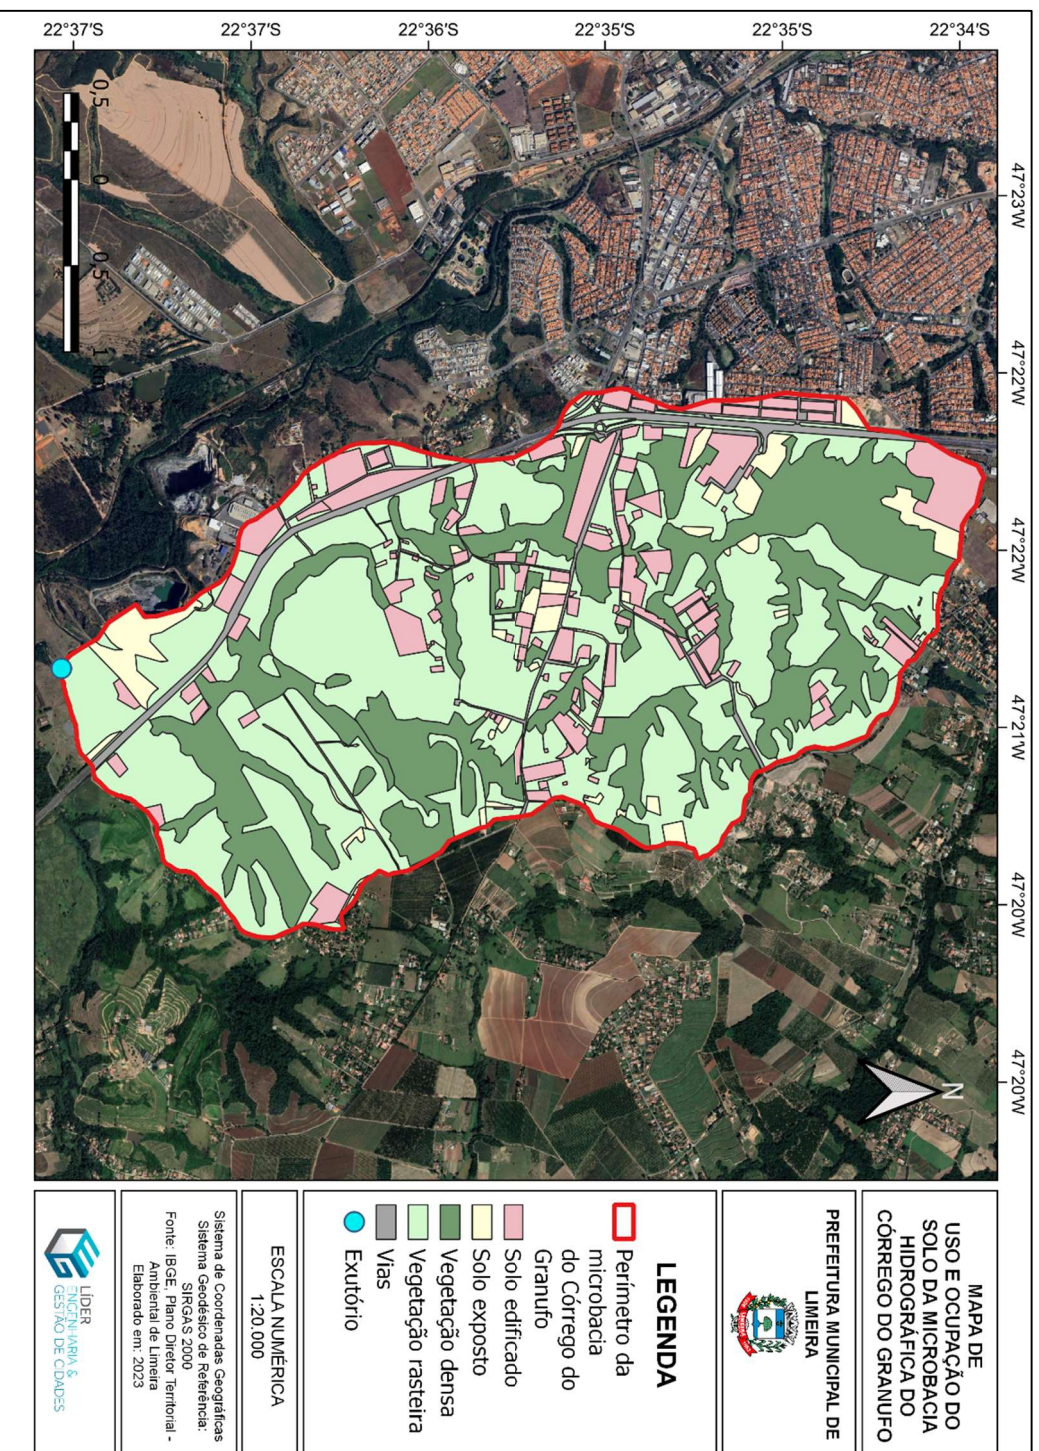 MAPA DE
USO E OCUPAÇÃO DO
SOLO DA MICROBACIA
HIDROGRÁFICA DO
CÓRREGO DO GRANUFO
PREFEITURA MUNICIPAL DE
LIMEIRA
LEGENDA
Perímetro da
microbacia
do Córrego do
Granufo
Solo edificado
Solo exposto
Vegetação densa
Vegetação rasteira
Vias
Exutório
ESCALA NUMÉRICA
1:20.000
Sistema de Coordenadas Geográficas
Sistema Geodésico de Referência:
SIRGAS 2000
Fonte: IBGE, Plano Diretor Territorial -
Ambiental de Limeira
Elaborado em: 2023
LÍDER
ENGENHARIA &
GESTÃO DE CIDADES
47°23'W
47°22'W
47°22'W
47°21'W
47°20'W
47°20'W
22°34'S
22°35'S
22°35'S
22°36'S
22°37'S
22°37'S
N
0,5
0
0,5
1 km